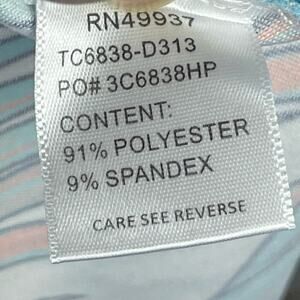 RN49937
TC6838-D313
PO# 3C6838HP
CONTENT:
91% POLYESTER
9% SPANDEX
CARE SEE REVERSE